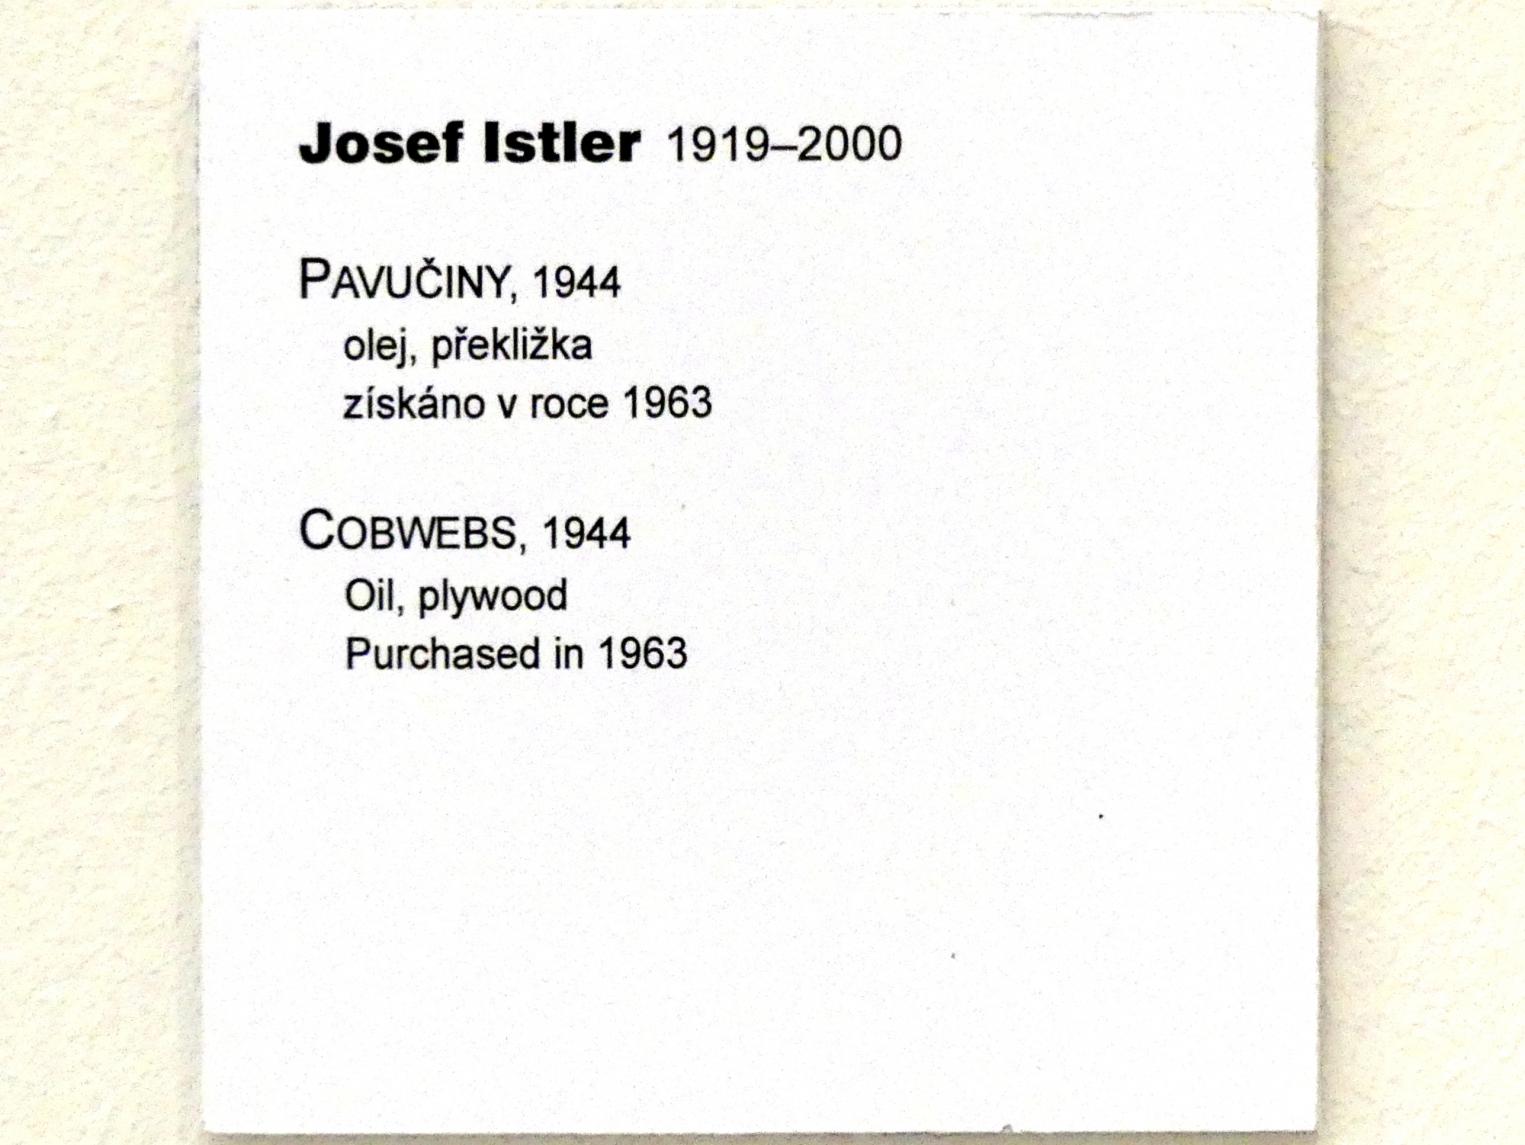 Josef Istler 1919–2000
PAVUČINY, 1944
olej, překližka
získáno v roce 1963
COBWEBS, 1944
Oil, plywood
Purchased in 1963